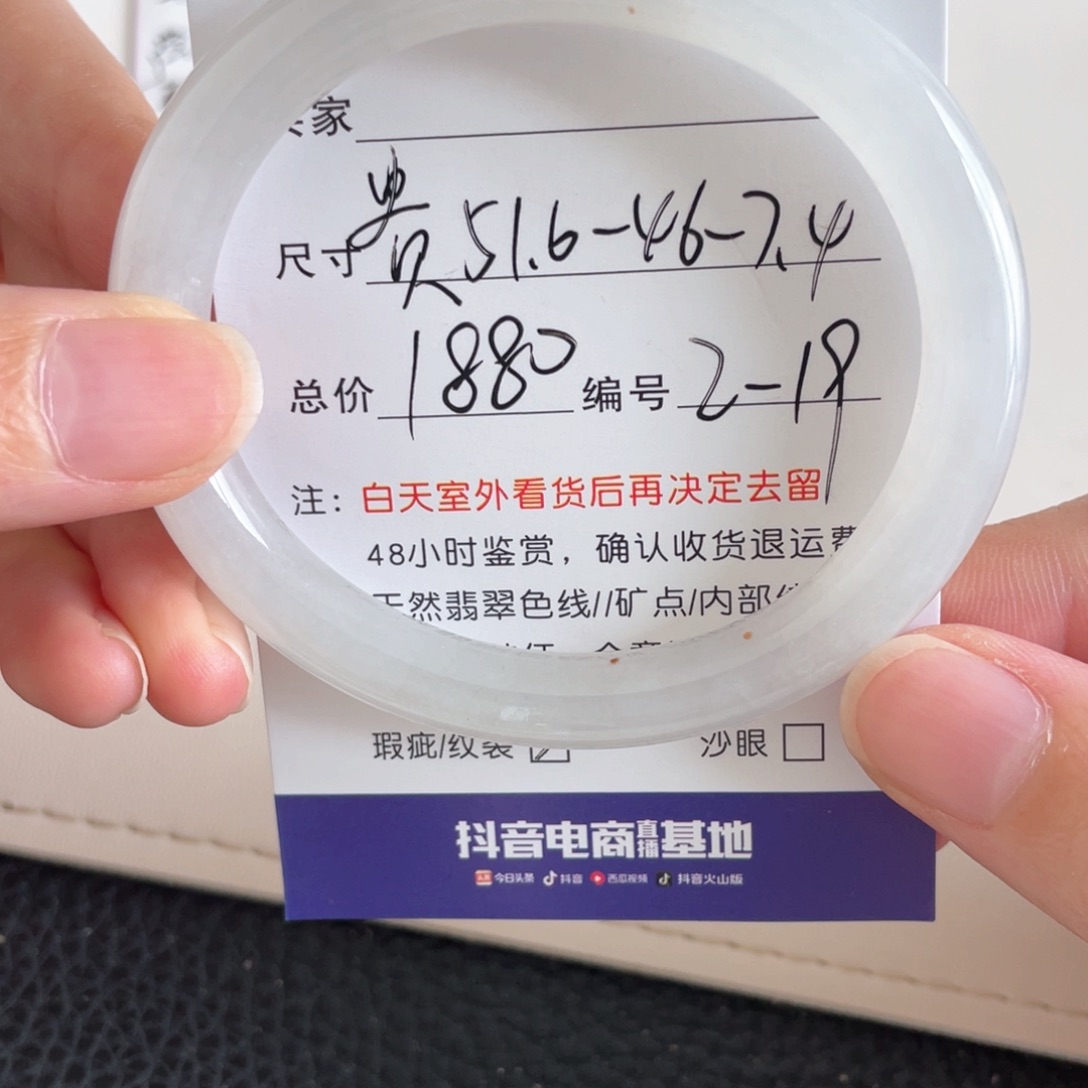 家
尺寸 贵 51.6-46-7.4
总价 1880 编号 2-19
注：白天室外看货后再决定去留
48小时鉴赏，确认收货退运费
天然翡翠色线//矿点/内部
瑕疵/纹裂 沙眼
抖音电商直播基地
今日头条 抖音 西瓜视频 抖音火山版